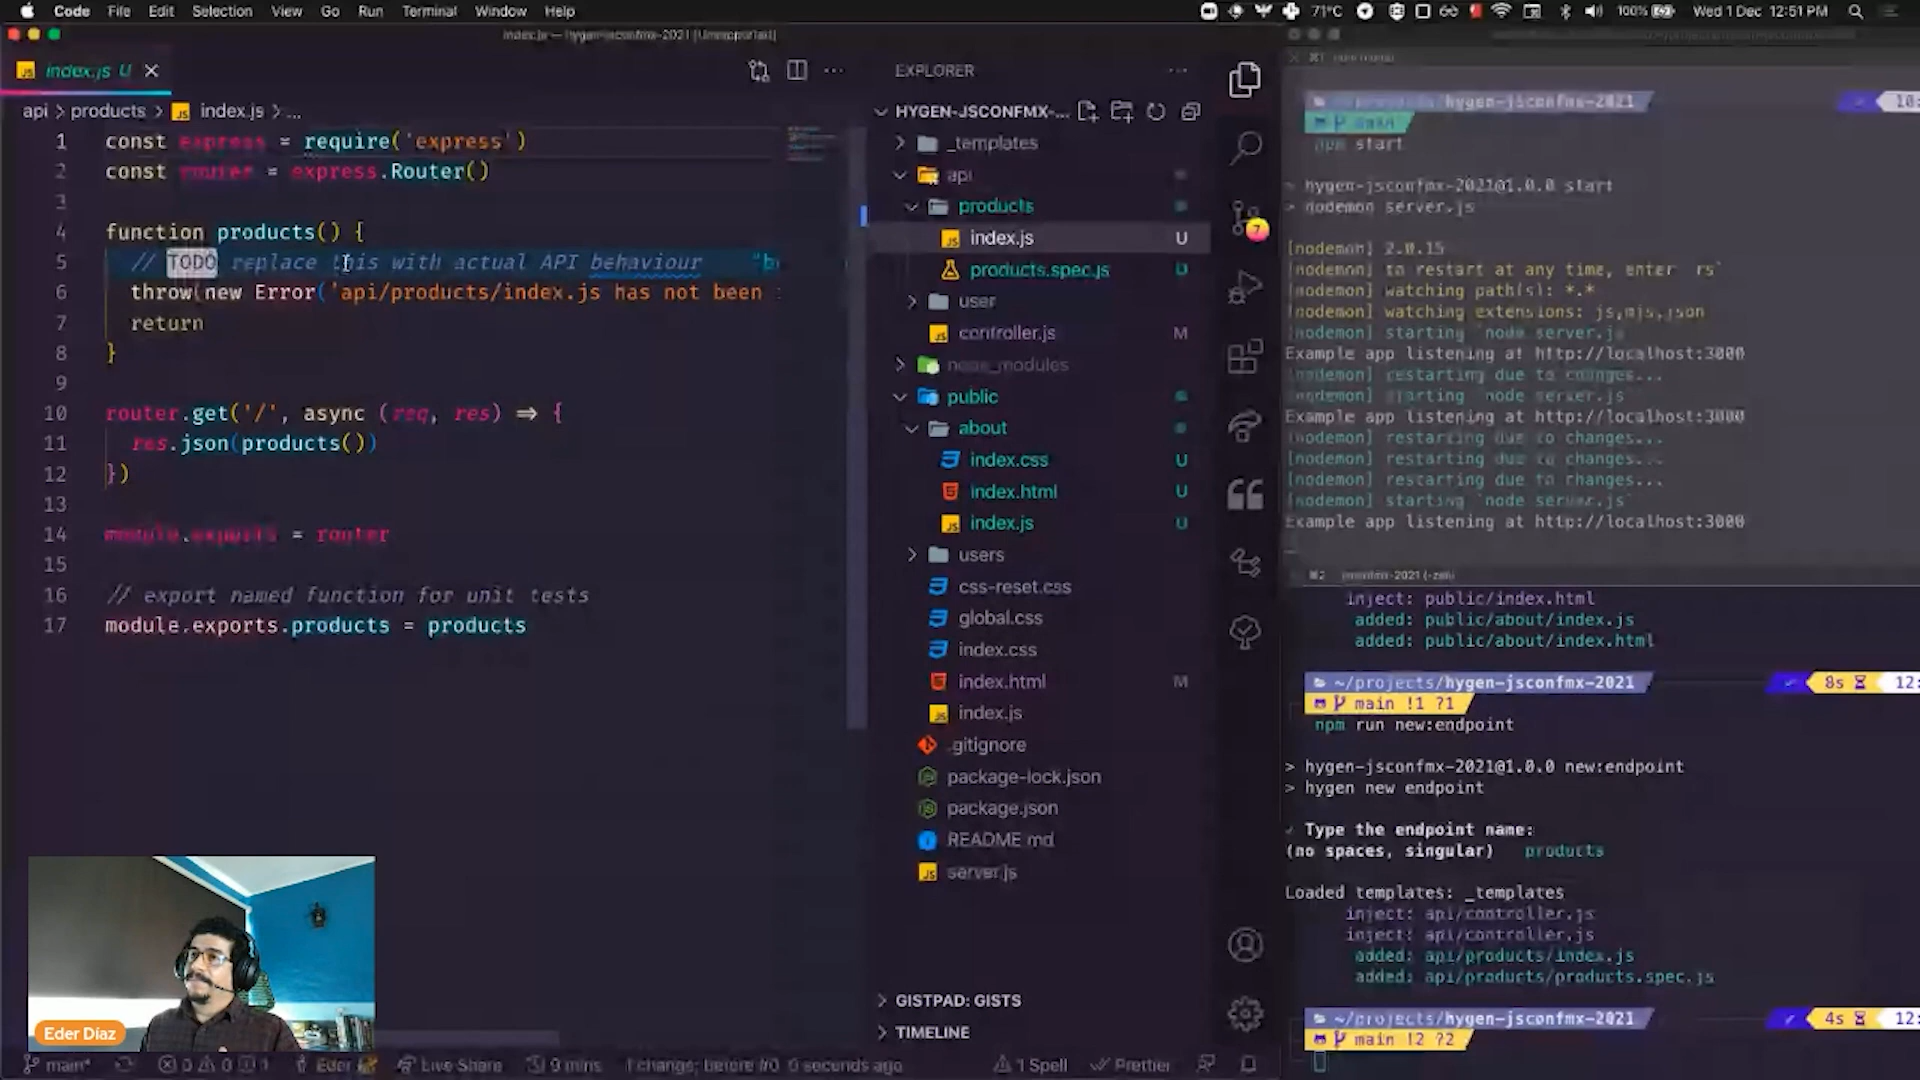 Code File Edit Selection View Go Run Terminal Window Help
71°C 100% Wed 1 Dec 12:51 PM
index.js — hygen-jsconfmx-2021 [Unsupported]
index.js U
api > products > index.js > ...
1 const express = require('express')
2 const router = express.Router()
3
4 function products() {
5 // TODO replace this with actual API behaviour "b
6 throw new Error('api/products/index.js has not been
7 return
8 }
9
10 router.get('/', async (req, res) => {
11 res.json(products())
12 })
13
14 module.exports = router
15
16 // export named function for unit tests
17 module.exports.products = products
Eder Díaz
main*
0 0 1
Eder
Live Share
9 mins
1 change; before #0 0 seconds ago
1 Spell
Prettier
EXPLORER
HYGEN-JSCONFMX-...
_templates
api
products
index.js U
products.spec.js U
user
controller.js M
node_modules
public
about
index.css U
index.html U
index.js U
users
css-reset.css
global.css
index.css
index.html M
index.js
.gitignore
package-lock.json
package.json
README.md
server.js
GISTPAD: GISTS
TIMELINE
7
~/projects/hygen-jsconfmx-2021 10:
main
npm start
> hygen-jsconfmx-2021@1.0.0 start
> nodemon server.js
[nodemon] 2.0.15
[nodemon] to restart at any time, enter `rs`
[nodemon] watching path(s): *.*
[nodemon] watching extensions: js,mjs,json
[nodemon] starting `node server.js`
Example app listening at http://localhost:3000
[nodemon] restarting due to changes...
[nodemon] starting `node server.js`
Example app listening at http://localhost:3000
[nodemon] restarting due to changes...
[nodemon] restarting due to changes...
[nodemon] restarting due to changes...
[nodemon] starting `node server.js`
Example app listening at http://localhost:3000
inject: public/index.html
added: public/about/index.js
added: public/about/index.html
~/projects/hygen-jsconfmx-2021 8s 12:
main !1 ?1
npm run new:endpoint
> hygen-jsconfmx-2021@1.0.0 new:endpoint
> hygen new endpoint
Type the endpoint name:
(no spaces, singular) products
Loaded templates: _templates
inject: api/controller.js
inject: api/controller.js
added: api/products/index.js
added: api/products/products.spec.js
~/projects/hygen-jsconfmx-2021 4s 12:
main !2 ?2